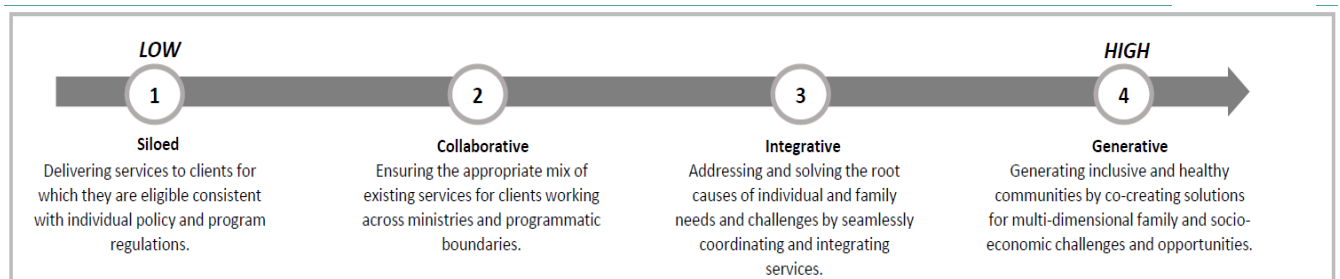 LOW
HIGH
1
2
3
4
Siloed
Delivering services to clients for
which they are eligible consistent
with individual policy and program
regulations.
Collaborative
Ensuring the appropriate mix of
existing services for clients working
across ministries and programmatic
boundaries.
Integrative
Addressing and solving the root
causes of individual and family
needs and challenges by seamlessly
coordinating and integrating
services.
Generative
Generating inclusive and healthy
communities by co-creating solutions
for multi-dimensional family and socio-
economic challenges and opportunities.